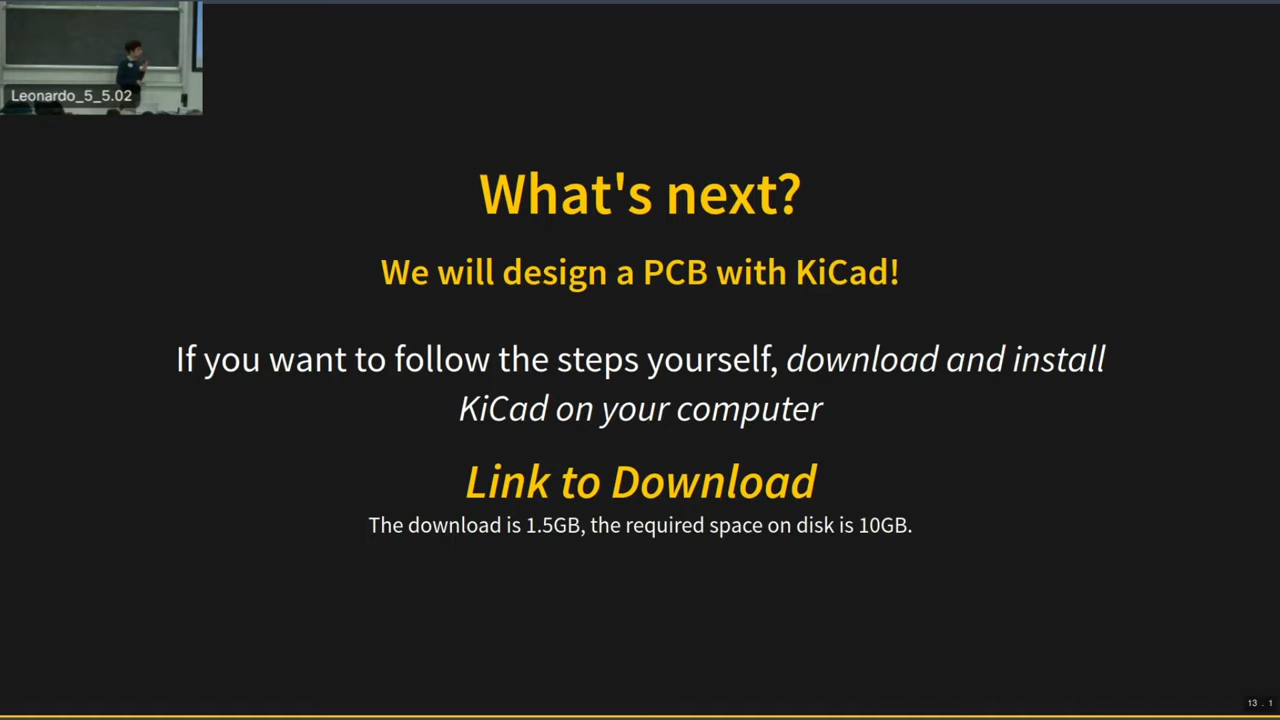 Leonardo_5_5.02
What's next?
We will design a PCB with KiCad!
If you want to follow the steps yourself, download and install
KiCad on your computer
Link to Download
The download is 1.5GB, the required space on disk is 10GB.
13 . 1